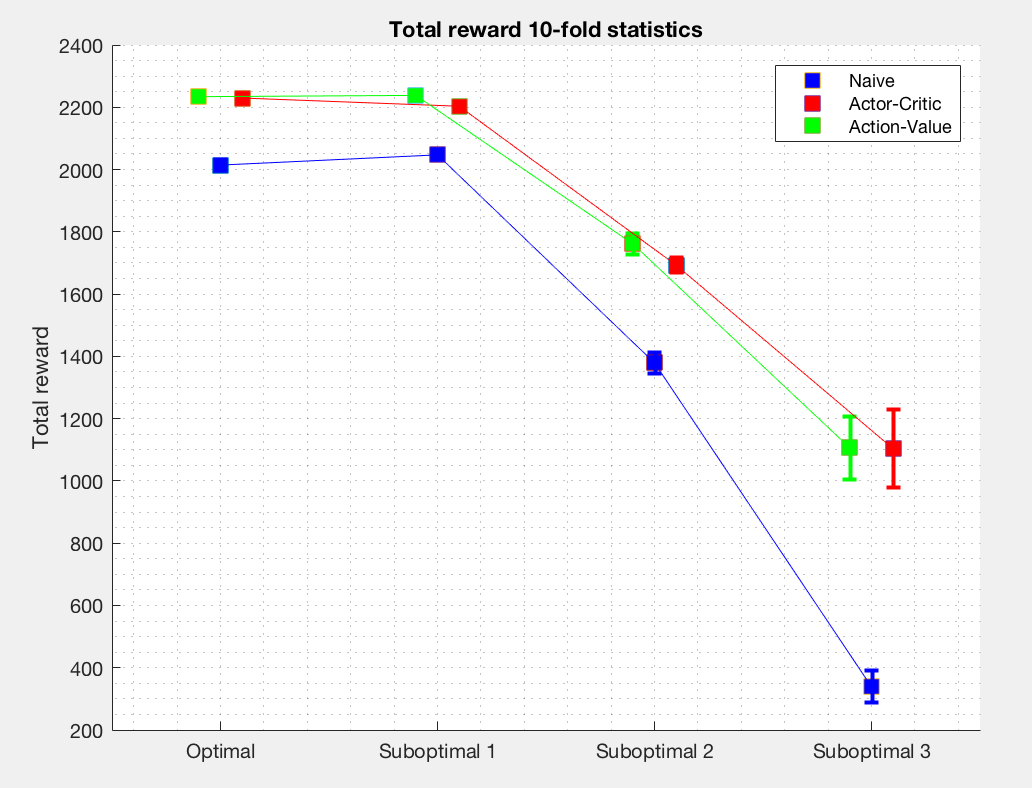 Total reward 10-fold statistics
2400
2200
2000
1800
1600
1400
1200
1000
800
600
400
200
Total reward
Naive
Actor-Critic
Action-Value
Optimal
Suboptimal 1
Suboptimal 2
Suboptimal 3